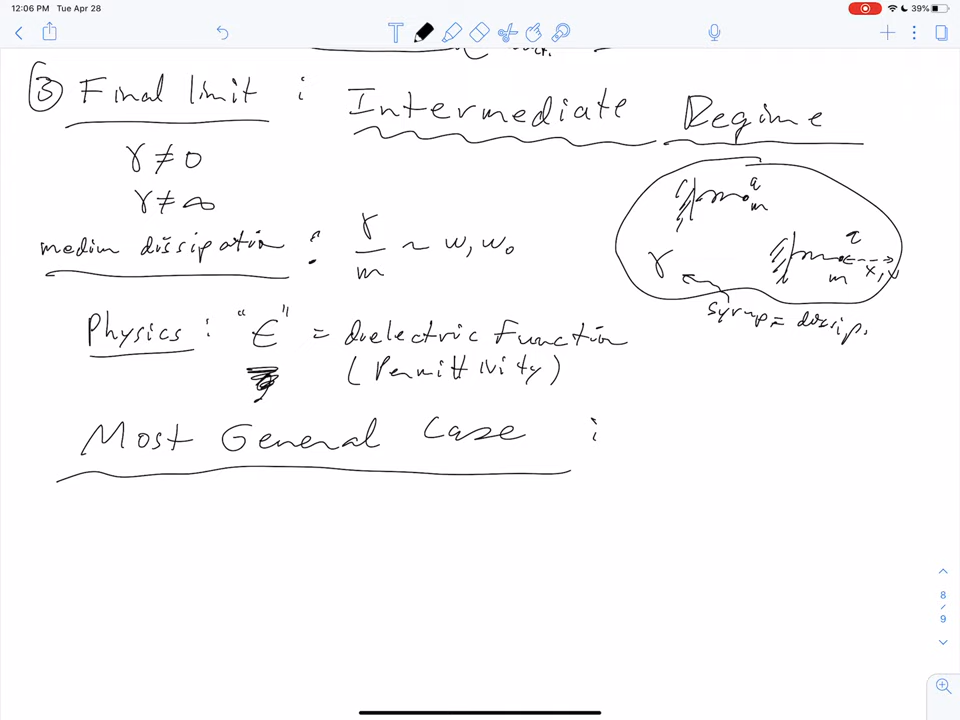 12:06 PM Tue Apr 28
39%
③ Final limit : Intermediate Regime
γ ≠ 0
γ ≠ ∞
medium dissipation : γ/m ~ ω, ω₀
q
m
q
m
x,
γ
syrup = dissip.
Physics : "ε" = Dielectric Function
(Permittivity)
Most General Case :
8
/
9